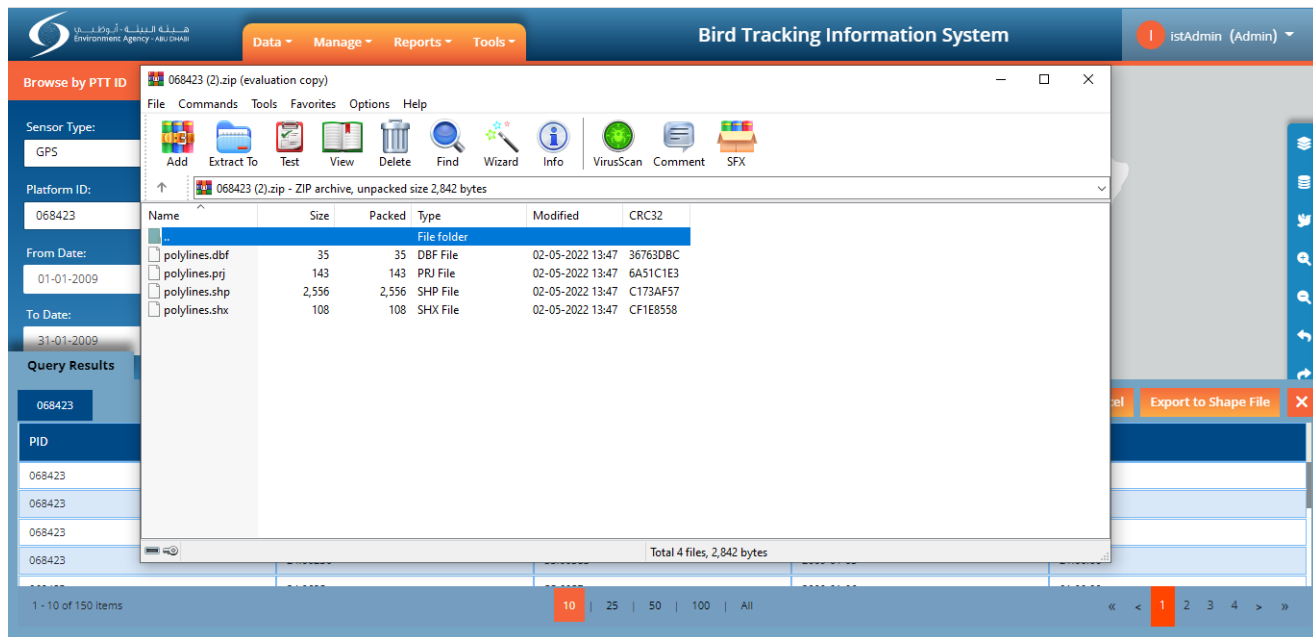 هـيـئة البيـئة - أبـوظبـــي
Environment Agency - ABU DHABI
Data Manage Reports Tools
Bird Tracking Information System
I istAdmin (Admin)
Browse by PTT ID
Sensor Type:
GPS
Platform ID:
068423
From Date:
01-01-2009
To Date:
31-01-2009
068423 (2).zip (evaluation copy)
File Commands Tools Favorites Options Help
Add Extract To Test View Delete Find Wizard Info VirusScan Comment SFX
068423 (2).zip - ZIP archive, unpacked size 2,842 bytes
Name Size Packed Type Modified CRC32
.. File folder
polylines.dbf 35 35 DBF File 02-05-2022 13:47 36763DBC
polylines.prj 143 143 PRJ File 02-05-2022 13:47 6A51C1E3
polylines.shp 2,556 2,556 SHP File 02-05-2022 13:47 C173AF57
polylines.shx 108 108 SHX File 02-05-2022 13:47 CF1E8558
Total 4 files, 2,842 bytes
Query Results
068423
Export to Shape File
PID
068423
068423
068423
068423
1 - 10 of 150 items
10 | 25 | 50 | 100 | All
« < 1 2 3 4 > »